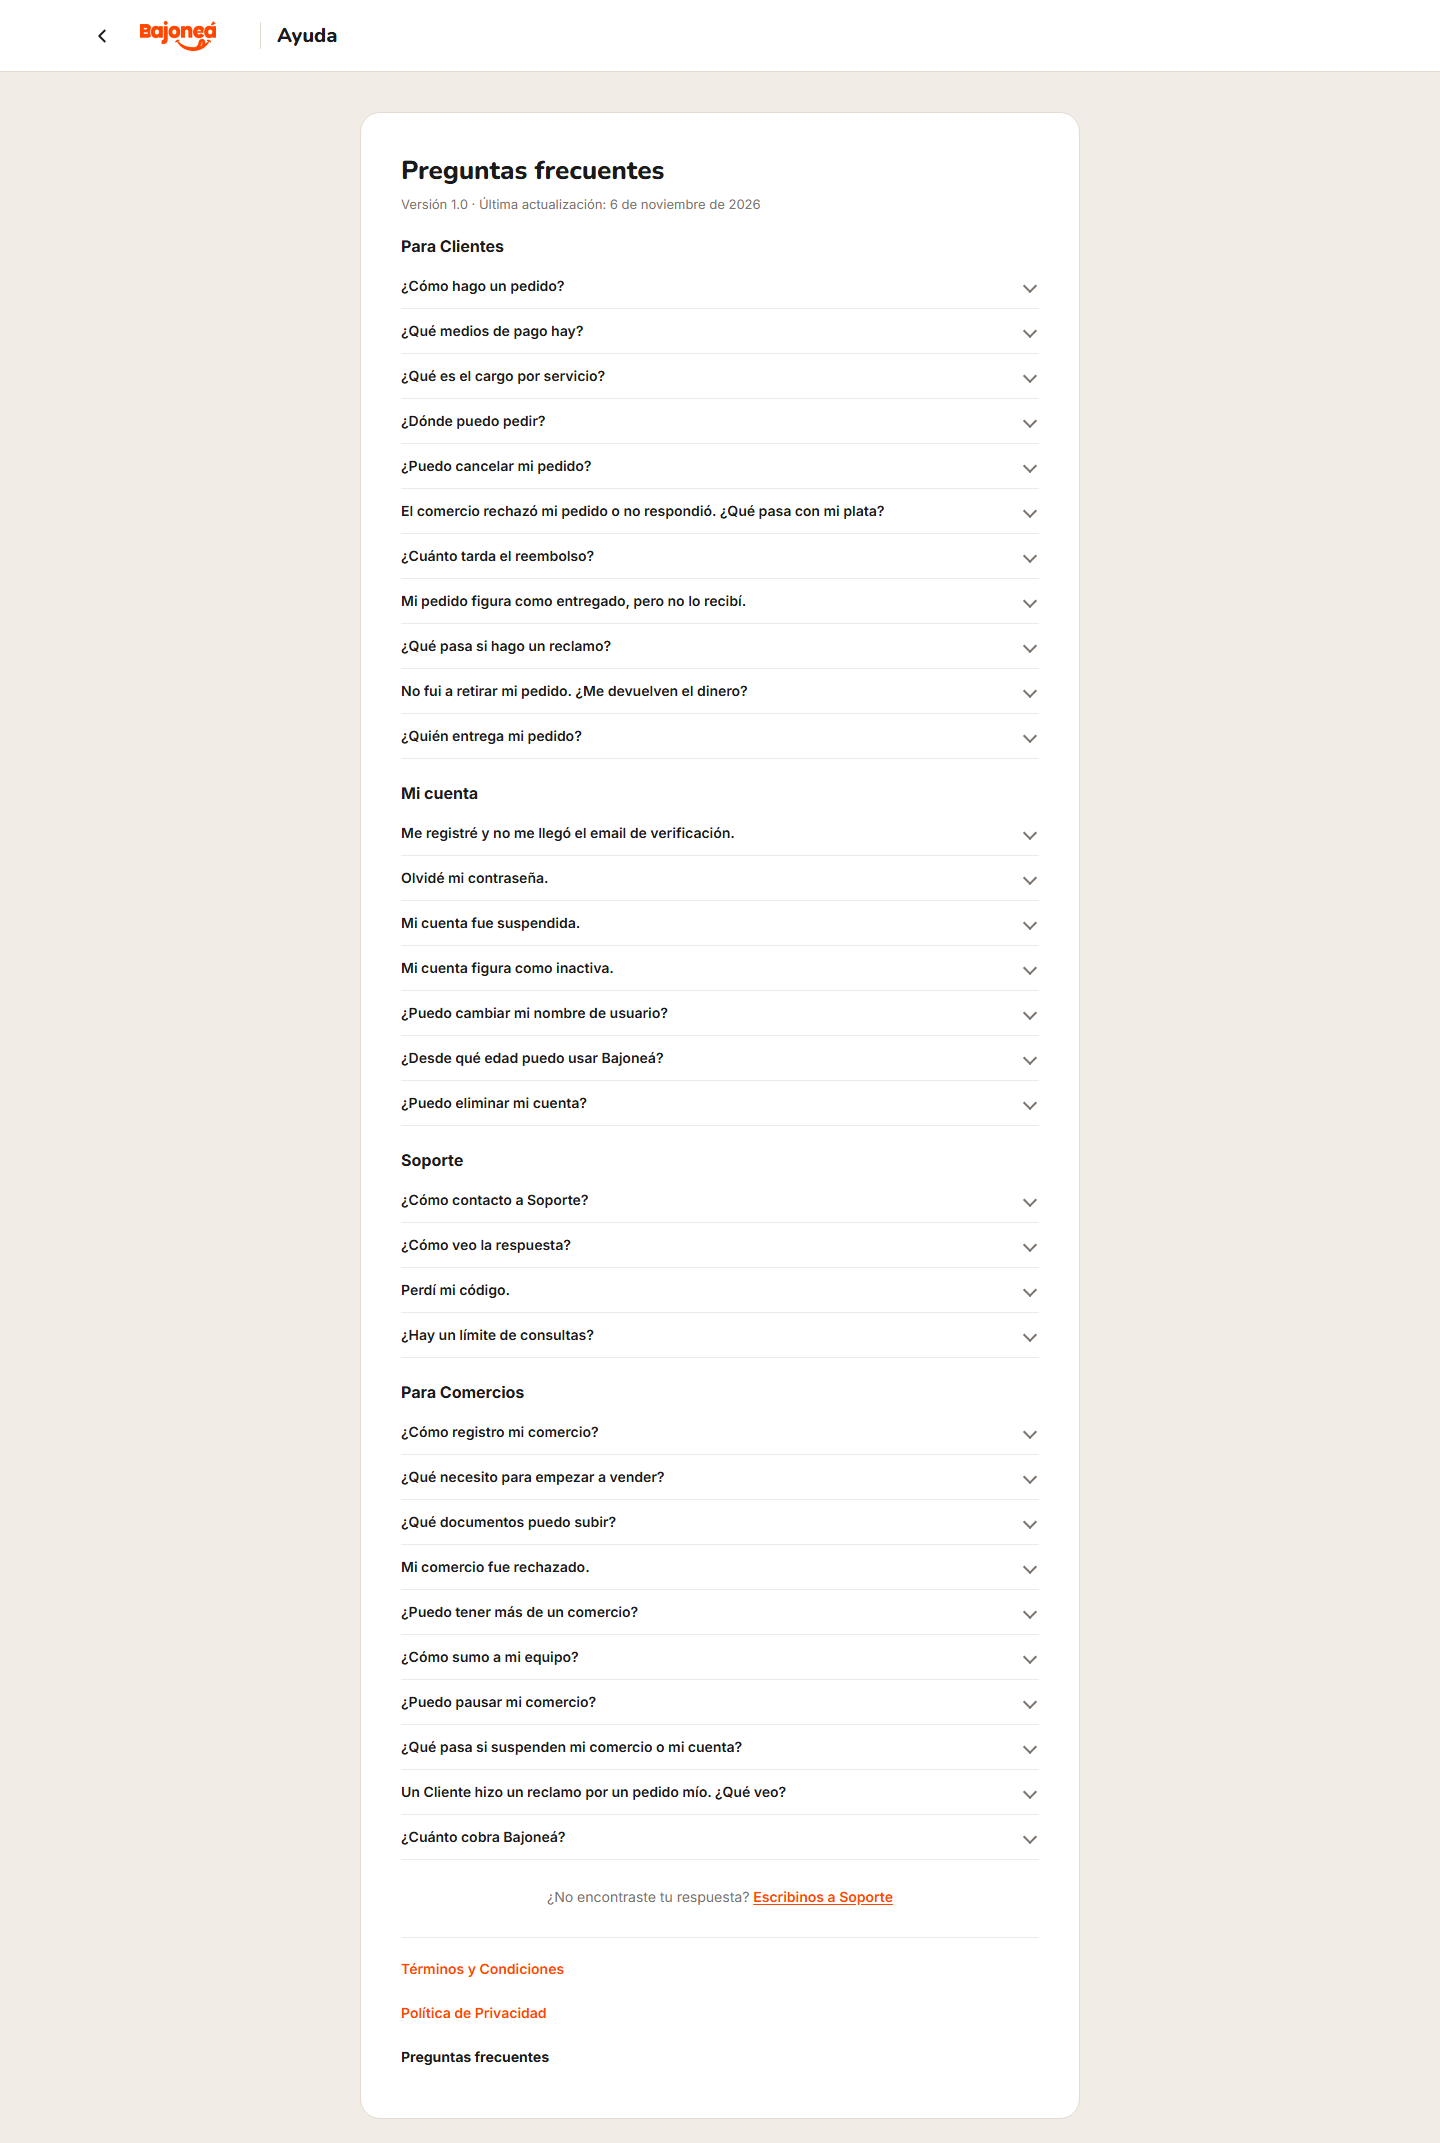 Bajoneá
Ayuda
Preguntas frecuentes
Versión 1.0 · Última actualización: 6 de noviembre de 2026
Para Clientes
¿Cómo hago un pedido?
¿Qué medios de pago hay?
¿Qué es el cargo por servicio?
¿Dónde puedo pedir?
¿Puedo cancelar mi pedido?
El comercio rechazó mi pedido o no respondió. ¿Qué pasa con mi plata?
¿Cuánto tarda el reembolso?
Mi pedido figura como entregado, pero no lo recibí.
¿Qué pasa si hago un reclamo?
No fui a retirar mi pedido. ¿Me devuelven el dinero?
¿Quién entrega mi pedido?
Mi cuenta
Me registré y no me llegó el email de verificación.
Olvidé mi contraseña.
Mi cuenta fue suspendida.
Mi cuenta figura como inactiva.
¿Puedo cambiar mi nombre de usuario?
¿Desde qué edad puedo usar Bajoneá?
¿Puedo eliminar mi cuenta?
Soporte
¿Cómo contacto a Soporte?
¿Cómo veo la respuesta?
Perdí mi código.
¿Hay un límite de consultas?
Para Comercios
¿Cómo registro mi comercio?
¿Qué necesito para empezar a vender?
¿Qué documentos puedo subir?
Mi comercio fue rechazado.
¿Puedo tener más de un comercio?
¿Cómo sumo a mi equipo?
¿Puedo pausar mi comercio?
¿Qué pasa si suspenden mi comercio o mi cuenta?
Un Cliente hizo un reclamo por un pedido mío. ¿Qué veo?
¿Cuánto cobra Bajoneá?
¿No encontraste tu respuesta? Escribinos a Soporte
Términos y Condiciones
Política de Privacidad
Preguntas frecuentes